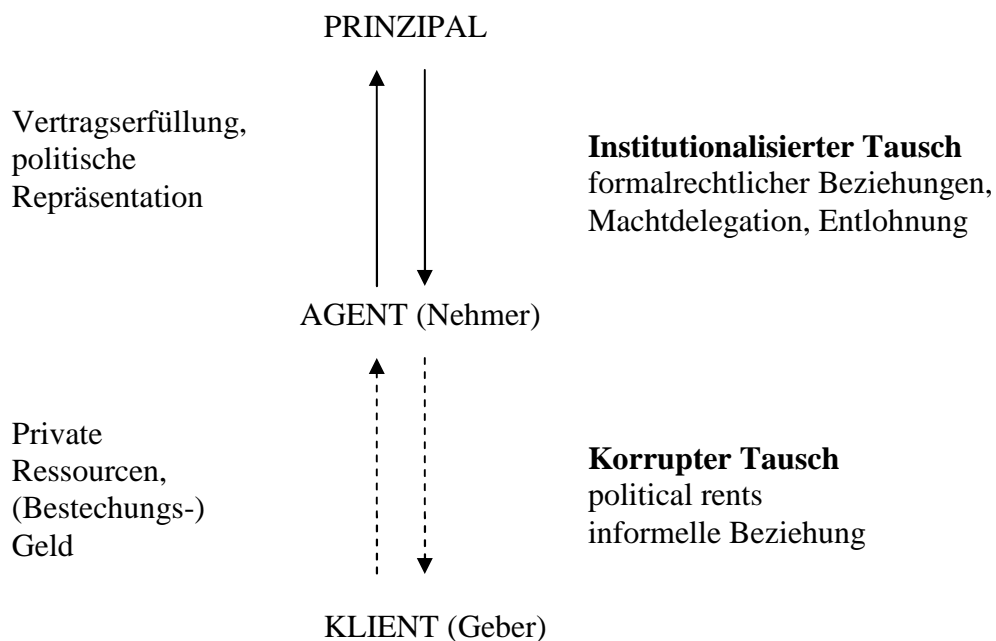 PRINZIPAL
Vertragserfüllung,
politische
Repräsentation
Institutionalisierter Tausch
formalrechtlicher Beziehungen,
Machtdelegation, Entlohnung
AGENT (Nehmer)
Private
Ressourcen,
(Bestechungs-)
Geld
Korrupter Tausch
political rents
informelle Beziehung
KLIENT (Geber)